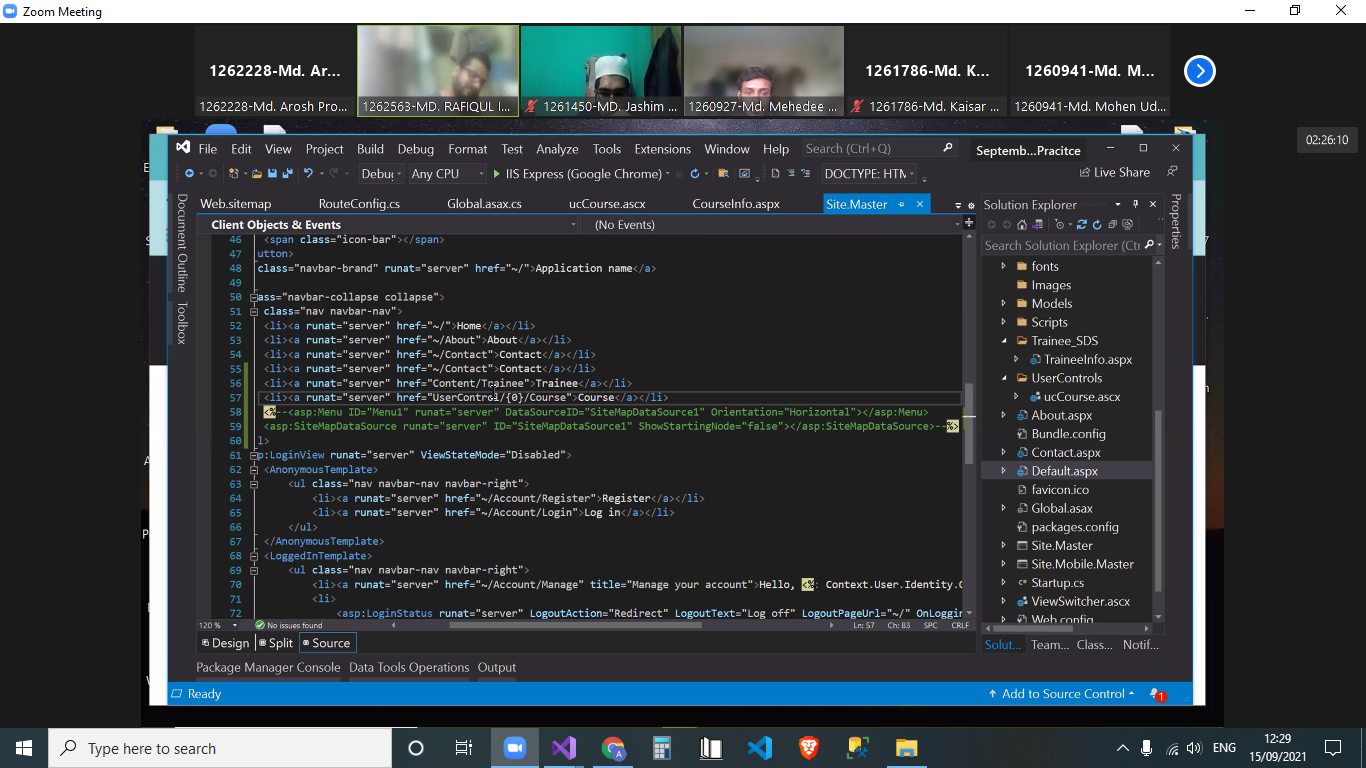 Zoom Meeting
1262228-Md. Ar...
1261786-Md. K...
1260941-Md. M...
1262228-Md. Arosh Pro...
1262563-MD. RAFIQUL I...
1261450-MD. Jashim ...
1260927-Md. Mehedee ...
1261786-Md. Kaisar ...
1260941-Md. Mohen Ud...
02:26:10
File Edit View Project Build Debug Format Test Analyze Tools Extensions Window Help Search (Ctrl+Q) Septemb...Pracitce
Debu Any CPU IIS Express (Google Chrome) DOCTYPE: HTM Live Share
Web.sitemap RouteConfig.cs Global.asax.cs ucCourse.ascx CourseInfo.aspx Site.Master
Client Objects & Events (No Events)
Document Outline
Toolbox
46 <span class="icon-bar"></span>
47 utton>
48 class="navbar-brand" runat="server" href="~/">Application name</a>
49
50 ass="navbar-collapse collapse">
51 class="nav navbar-nav">
52 <li><a runat="server" href="~/">Home</a></li>
53 <li><a runat="server" href="~/About">About</a></li>
54 <li><a runat="server" href="~/Contact">Contact</a></li>
55 <li><a runat="server" href="~/Contact">Contact</a></li>
56 <li><a runat="server" href="Content/Trainee">Trainee</a></li>
57 <li><a runat="server" href="UserControl/{0}/Course">Course</a></li>
58 <%--<asp:Menu ID="Menu1" runat="server" DataSourceID="SiteMapDataSource1" Orientation="Horizontal"></asp:Menu>
59 <asp:SiteMapDataSource runat="server" ID="SiteMapDataSource1" ShowStartingNode="false"></asp:SiteMapDataSource>--%>
60 l>
61 p:LoginView runat="server" ViewStateMode="Disabled">
62 <AnonymousTemplate>
63 <ul class="nav navbar-nav navbar-right">
64 <li><a runat="server" href="~/Account/Register">Register</a></li>
65 <li><a runat="server" href="~/Account/Login">Log in</a></li>
66 </ul>
67 </AnonymousTemplate>
68 <LoggedInTemplate>
69 <ul class="nav navbar-nav navbar-right">
70 <li><a runat="server" href="~/Account/Manage" title="Manage your account">Hello, <%: Context.User.Identity.G
71 <li>
72 <asp:LoginStatus runat="server" LogoutAction="Redirect" LogoutText="Log off" LogoutPageUrl="~/" OnLoggin
120 % No issues found Ln: 57 Ch: 83 SPC CRLF
Design Split Source
Package Manager Console Data Tools Operations Output
Ready Add to Source Control 1
Solution Explorer
Search Solution Explorer (Ctr
fonts
Images
Models
Scripts
Trainee_SDS
TraineeInfo.aspx
UserControls
ucCourse.ascx
About.aspx
Bundle.config
Contact.aspx
Default.aspx
favicon.ico
Global.asax
packages.config
Site.Master
Site.Mobile.Master
Startup.cs
ViewSwitcher.ascx
Web.config
Solut... Team... Class... Notif...
Properties
Type here to search
ENG
12:29
15/09/2021